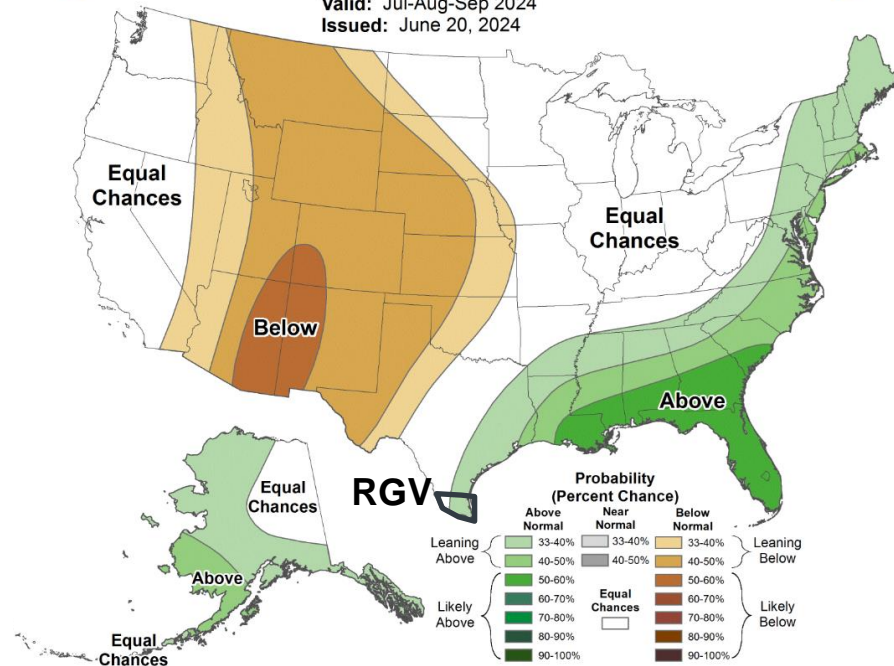 Valid: Jul-Aug-Sep 2024
Issued: June 20, 2024
Equal
Chances
Equal
Chances
Below
Above
RGV
Equal
Chances
Above
Equal
Chances
Probability
(Percent Chance)
Above
Normal
Near
Normal
Below
Normal
Leaning
Above
33-40%
33-40%
33-40%
Leaning
Below
40-50%
40-50%
40-50%
50-60%
50-60%
Likely
Above
60-70%
Equal
Chances
60-70%
Likely
Below
70-80%
70-80%
80-90%
80-90%
90-100%
90-100%